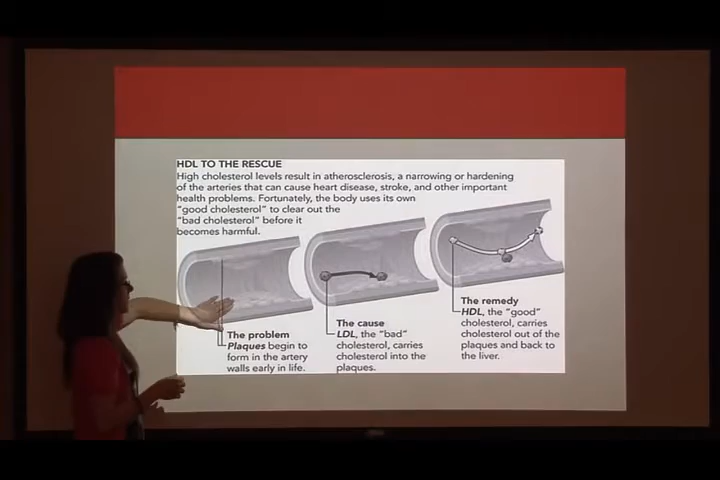 HDL TO THE RESCUE
High cholesterol levels result in atherosclerosis, a narrowing or hardening
of the arteries that can cause heart disease, stroke, and other important
health problems. Fortunately, the body uses its own
“good cholesterol” to clear out the
“bad cholesterol” before it
becomes harmful.
The problem
Plaques begin to
form in the artery
walls early in life.
The cause
LDL, the “bad”
cholesterol, carries
cholesterol into the
plaques.
The remedy
HDL, the “good”
cholesterol, carries
cholesterol out of the
plaques and back to
the liver.